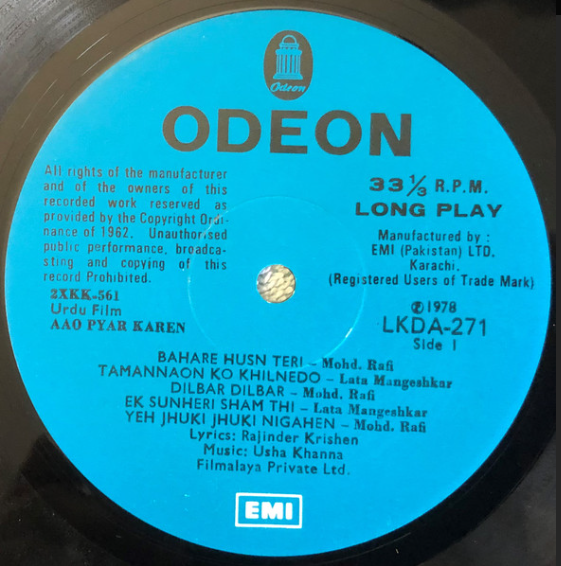 Odeon
ODEON
All rights of the manufacturer
and of the owners of this
recorded work reserved as
provided by the Copyright Ordi-
nance of 1962. Unauthorised
public performance, broadca-
sting and copying of this
record Prohibited.
2XKK-561
Urdu Film
AAO PYAR KAREN
33 1/3 R.P.M.
LONG PLAY
Manufactured by :
EMI (Pakistan) LTD.
Karachi.
(Registered Users of Trade Mark)
℗1978
LKDA-271
Side 1
BAHARE HUSN TERI – Mohd. Rafi
TAMANNAON KO KHILNEDO – Lata Mangeshkar
DILBAR DILBAR – Mohd. Rafi
EK SUNHERI SHAM THI – Lata Mangeshkar
YEH JHUKI JHUKI NIGAHEN – Mohd. Rafi
Lyrics: Rajinder Krishen
Music: Usha Khanna
Filmalaya Private Ltd.
EMI